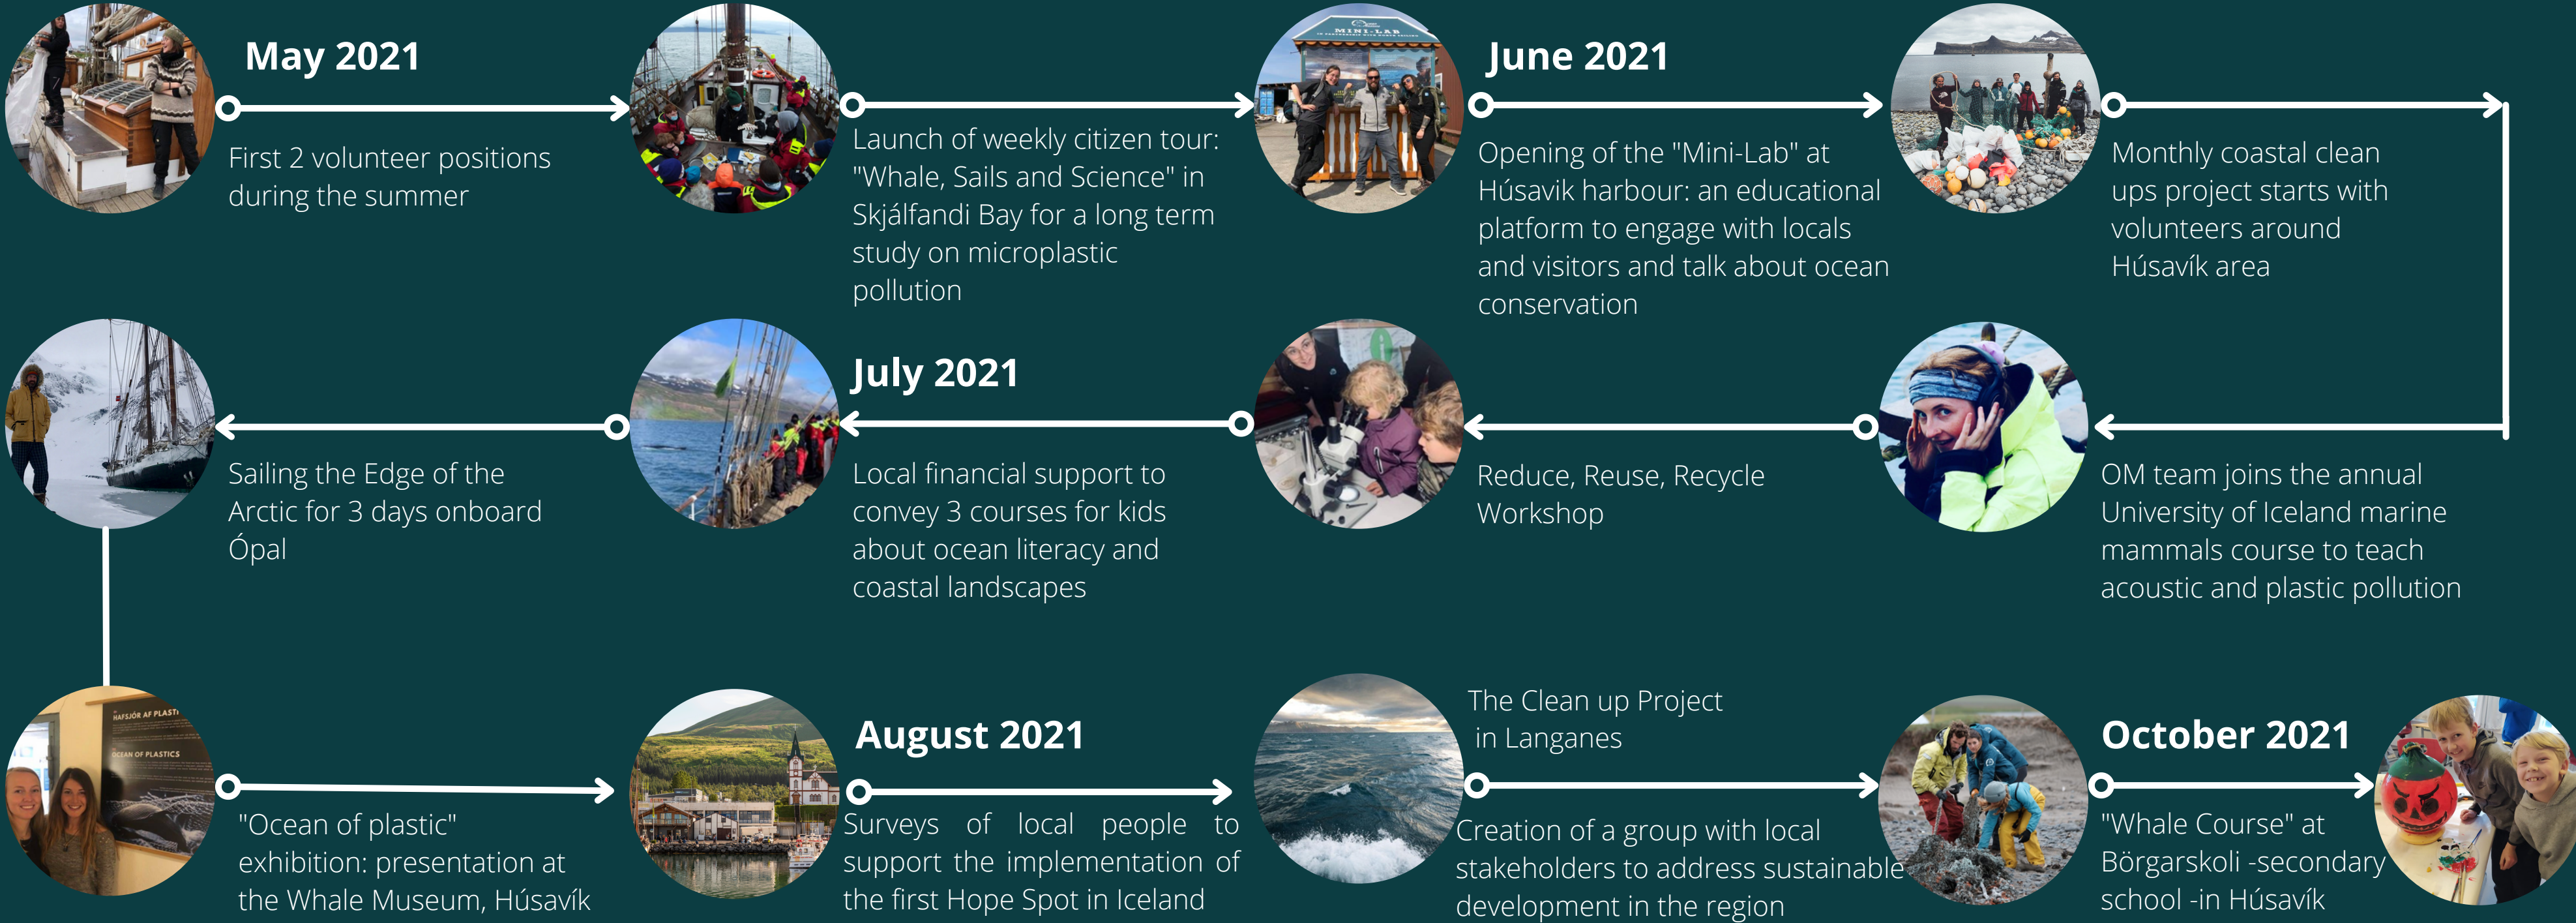 May 2021
First 2 volunteer positions
during the summer
Launch of weekly citizen tour:
"Whale, Sails and Science" in
Skjálfandi Bay for a long term
study on microplastic
pollution
MINI-LAB
June 2021
Opening of the "Mini-Lab" at
Húsavik harbour: an educational
platform to engage with locals
and visitors and talk about ocean
conservation
Monthly coastal clean
ups project starts with
volunteers around
Húsavík area
OM team joins the annual
University of Iceland marine
mammals course to teach
acoustic and plastic pollution
Reduce, Reuse, Recycle
Workshop
July 2021
Local financial support to
convey 3 courses for kids
about ocean literacy and
coastal landscapes
Sailing the Edge of the
Arctic for 3 days onboard
Ópal
HAFSJÓR AF PLASTI
OCEAN OF PLASTICS
"Ocean of plastic"
exhibition: presentation at
the Whale Museum, Húsavík
August 2021
Surveys of local people to
support the implementation of
the first Hope Spot in Iceland
The Clean up Project
in Langanes
Creation of a group with local
stakeholders to address sustainable
development in the region
October 2021
"Whale Course" at
Börgarskoli -secondary
school -in Húsavík